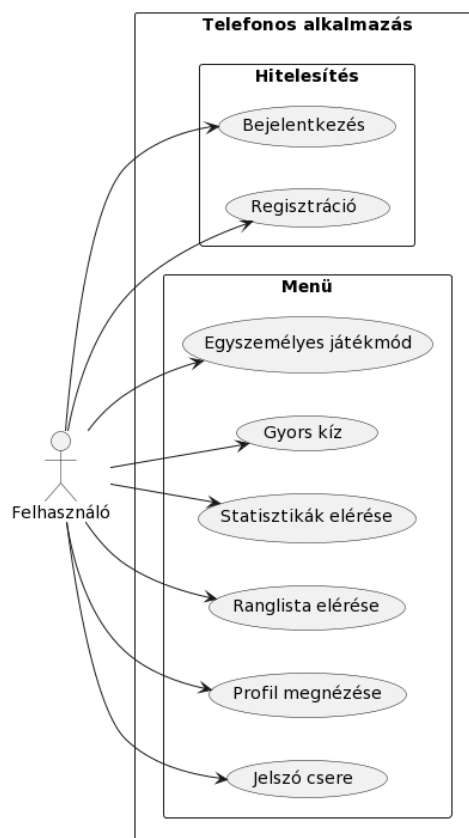 Telefonos alkalmazás
Hitelesítés
Bejelentkezés
Regisztráció
Menü
Egyszemélyes játékmód
Gyors kíz
Statisztikák elérése
Felhasználó
Ranglista elérése
Profil megnézése
Jelszó csere